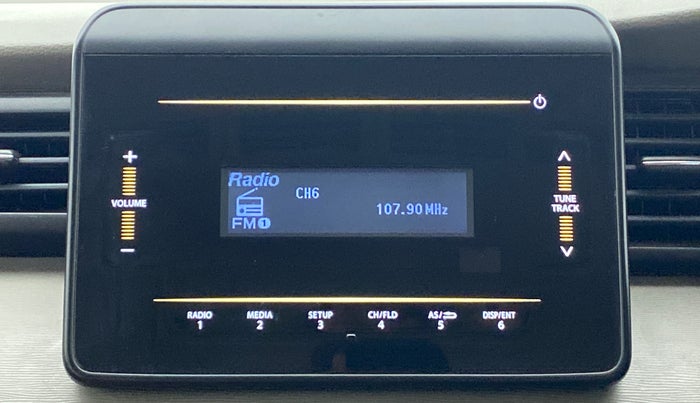 Radio
CH6
107.90 MHz
FM1
+
VOLUME
−
TUNE
TRACK
RADIO MEDIA SETUP CH/FLD AS/ DISP/ENT
1 2 3 4 5 6